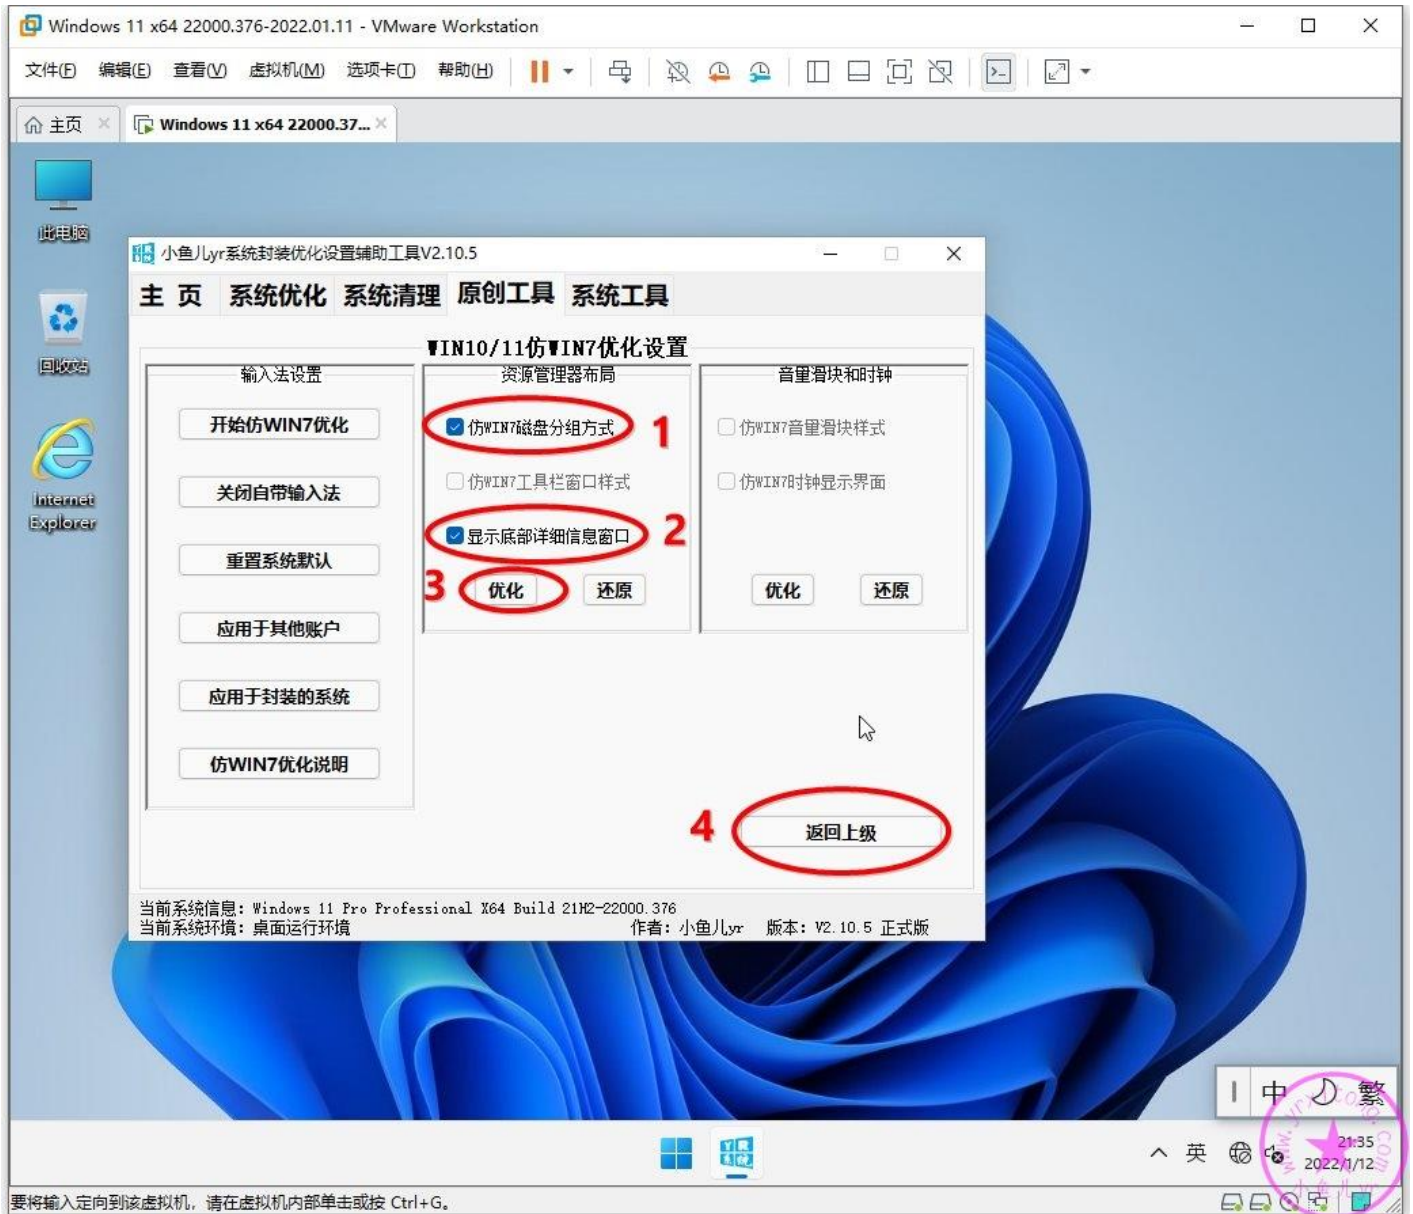 Windows 11 x64 22000.376-2022.01.11 - VMware Workstation
文件(F) 编辑(E) 查看(V) 虚拟机(M) 选项卡(T) 帮助(H)
主页 Windows 11 x64 22000.37...
此电脑
回收站
Internet
Explorer
小鱼儿yr系统封装优化设置辅助工具V2.10.5
主 页 系统优化 系统清理 原创工具 系统工具
WIN10/11仿WIN7优化设置
输入法设置
开始仿WIN7优化
关闭自带输入法
重置系统默认
应用于其他账户
应用于封装的系统
仿WIN7优化说明
资源管理器布局
仿WIN7磁盘分组方式 1
仿WIN7工具栏窗口样式
显示底部详细信息窗口 2
3 优化 还原
音量滑块和时钟
仿WIN7音量滑块样式
仿WIN7时钟显示界面
优化 还原
4 返回上级
当前系统信息: Windows 11 Pro Professional X64 Build 21H2-22000.376
当前系统环境: 桌面运行环境 作者: 小鱼儿yr 版本: V2.10.5 正式版
中 繁
YR
系统
英
21:35
2022/1/12
www.yrxitong.com
小鱼儿yr
要将输入定向到该虚拟机，请在虚拟机内部单击或按 Ctrl+G。